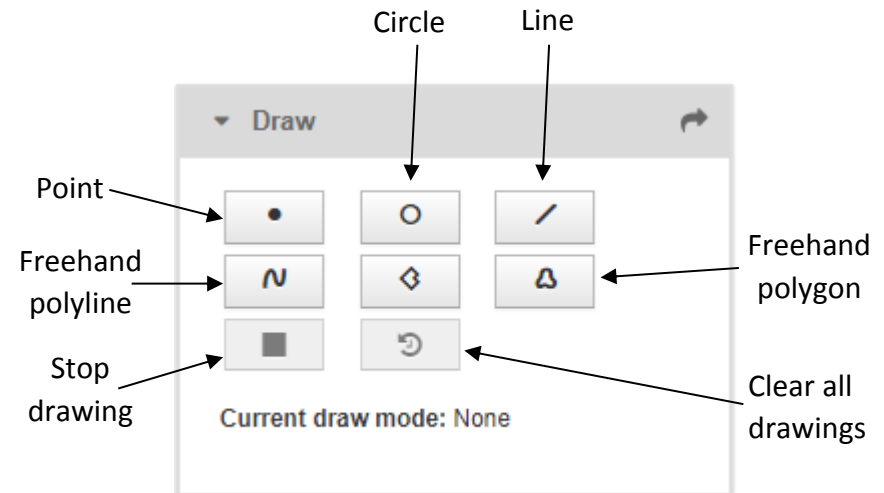 Circle
Line
Draw
Point
Freehand
polyline
Freehand
polygon
Stop
drawing
Clear all
drawings
Current draw mode: None